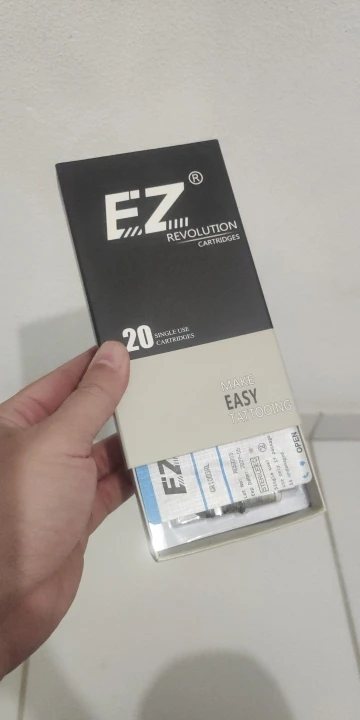 EZ®
REVOLUTION
CARTRIDGES
20 SINGLE USE
CARTRIDGES
MAKE
EASY
TATTOOING
EZ
OPEN